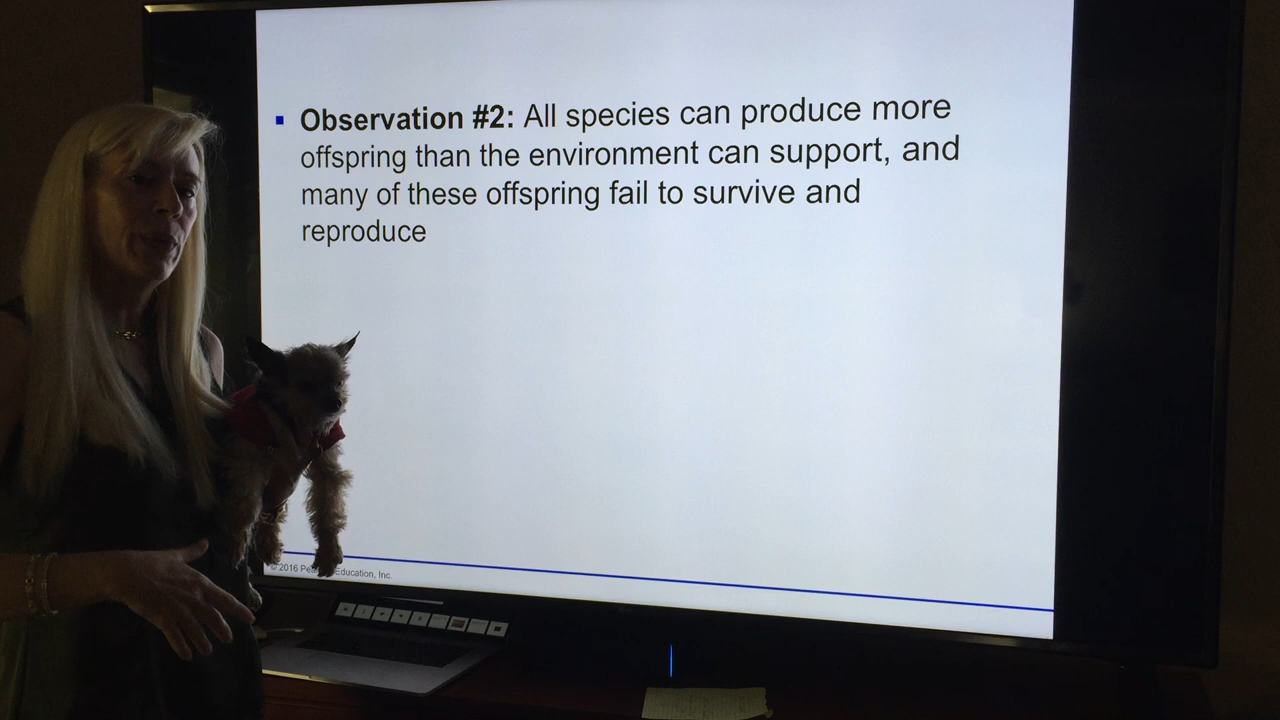 ▪ Observation #2: All species can produce more
offspring than the environment can support, and
many of these offspring fail to survive and
reproduce
© 2016 Education, Inc.